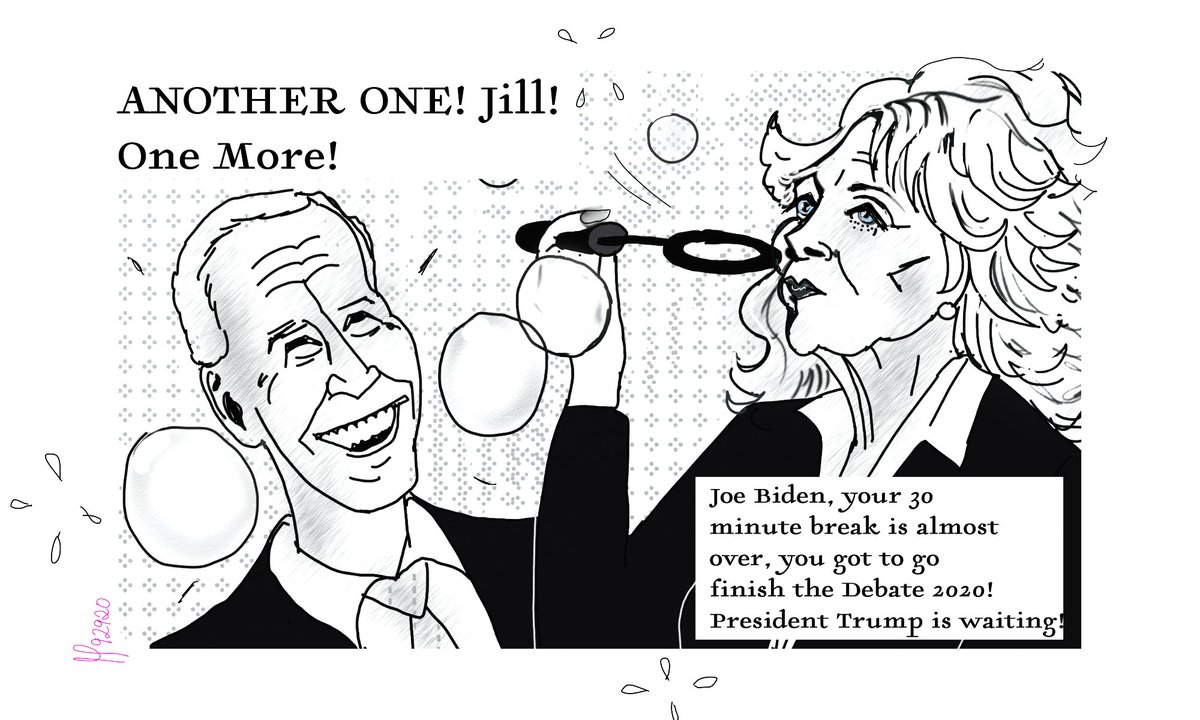 ANOTHER ONE! Jill!
One More!
Joe Biden, your 30
minute break is almost
over, you got to go
finish the Debate 2020!
President Trump is waiting!
92920